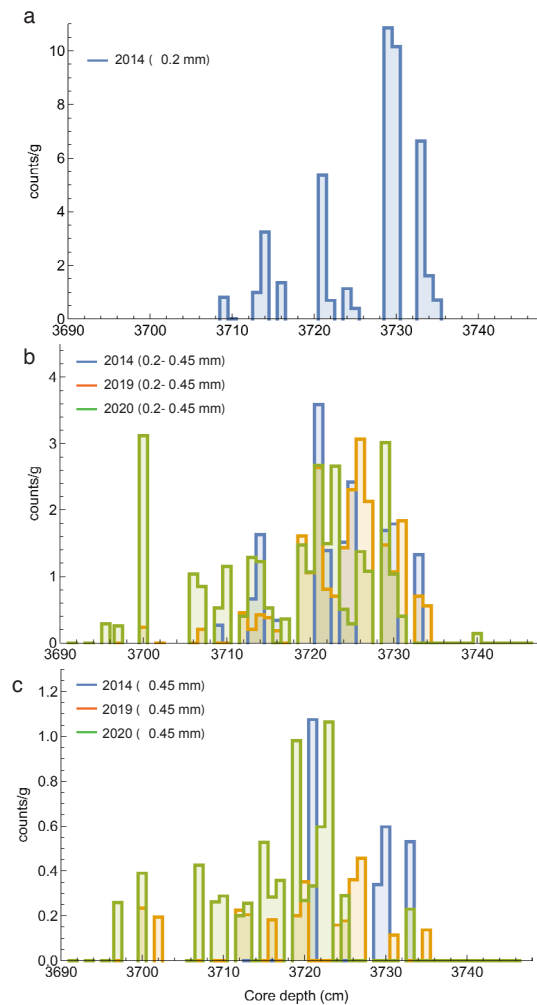 a
2014 ( 0.2 mm)
counts/g
10
8
6
4
2
0
3690 3700 3710 3720 3730 3740
b
2014 (0.2- 0.45 mm)
2019 (0.2- 0.45 mm)
2020 (0.2- 0.45 mm)
counts/g
4
3
2
1
0
3690 3700 3710 3720 3730 3740
c
2014 ( 0.45 mm)
2019 ( 0.45 mm)
2020 ( 0.45 mm)
counts/g
1.2
1.0
0.8
0.6
0.4
0.2
0.0
3690 3700 3710 3720 3730 3740
Core depth (cm)